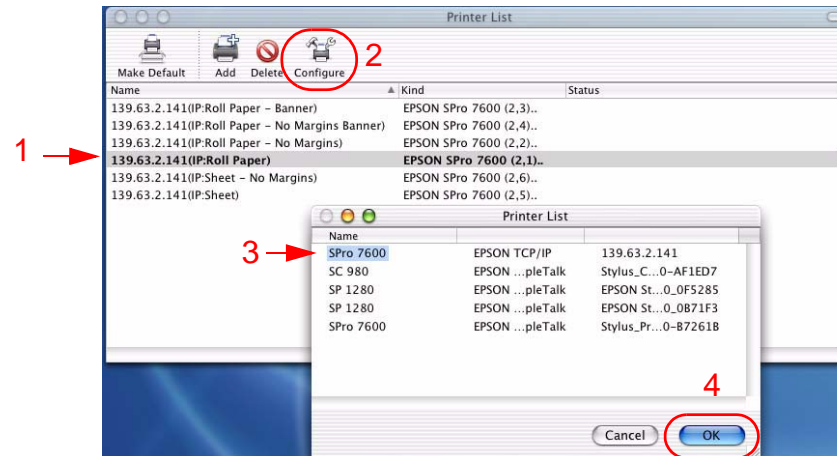 Printer List
2
Make Default Add Delete Configure
Name Kind Status
139.63.2.141(IP:Roll Paper – Banner) EPSON SPro 7600 (2,3)..
139.63.2.141(IP:Roll Paper – No Margins Banner) EPSON SPro 7600 (2,4)..
139.63.2.141(IP:Roll Paper – No Margins) EPSON SPro 7600 (2,2)..
1
139.63.2.141(IP:Roll Paper) EPSON SPro 7600 (2,1)..
139.63.2.141(IP:Sheet – No Margins) EPSON SPro 7600 (2,6)..
139.63.2.141(IP:Sheet) EPSON SPro 7600 (2,5)..
Printer List
Name
3
SPro 7600 EPSON TCP/IP 139.63.2.141
SC 980 EPSON ...pleTalk Stylus_C...0-AF1ED7
SP 1280 EPSON ...pleTalk EPSON St...0_0F5285
SP 1280 EPSON ...pleTalk EPSON St...0_0B71F3
SPro 7600 EPSON ...pleTalk Stylus_Pr...0-B7261B
4
Cancel OK